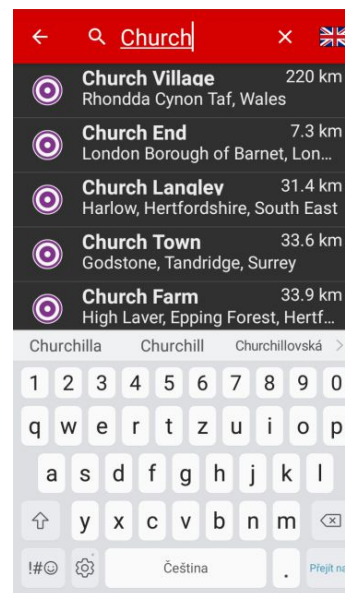 Church
Church Village 220 km
Rhondda Cynon Taf, Wales
Church End 7.3 km
London Borough of Barnet, Lon...
Church Langley 31.4 km
Harlow, Hertfordshire, South East
Church Town 33.6 km
Godstone, Tandridge, Surrey
Church Farm 33.9 km
High Laver, Epping Forest, Hertf...
Churchilla Churchill Churchillovská
1 2 3 4 5 6 7 8 9 0
q w e r t z u i o p
a s d f g h j k l
y x c v b n m
!#☺ Čeština . Přejít na